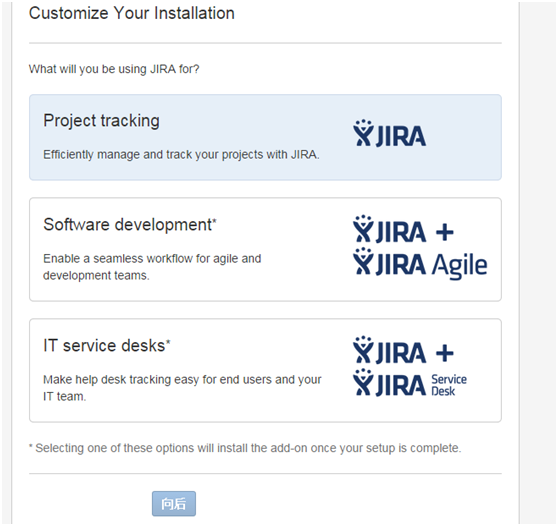 Customize Your Installation
What will you be using JIRA for?
Project tracking
Efficiently manage and track your projects with JIRA.
JIRA
Software development*
Enable a seamless workflow for agile and
development teams.
JIRA +
JIRA Agile
IT service desks*
Make help desk tracking easy for end users and your
IT team.
JIRA +
JIRA Service
Desk
* Selecting one of these options will install the add-on once your setup is complete.
向后